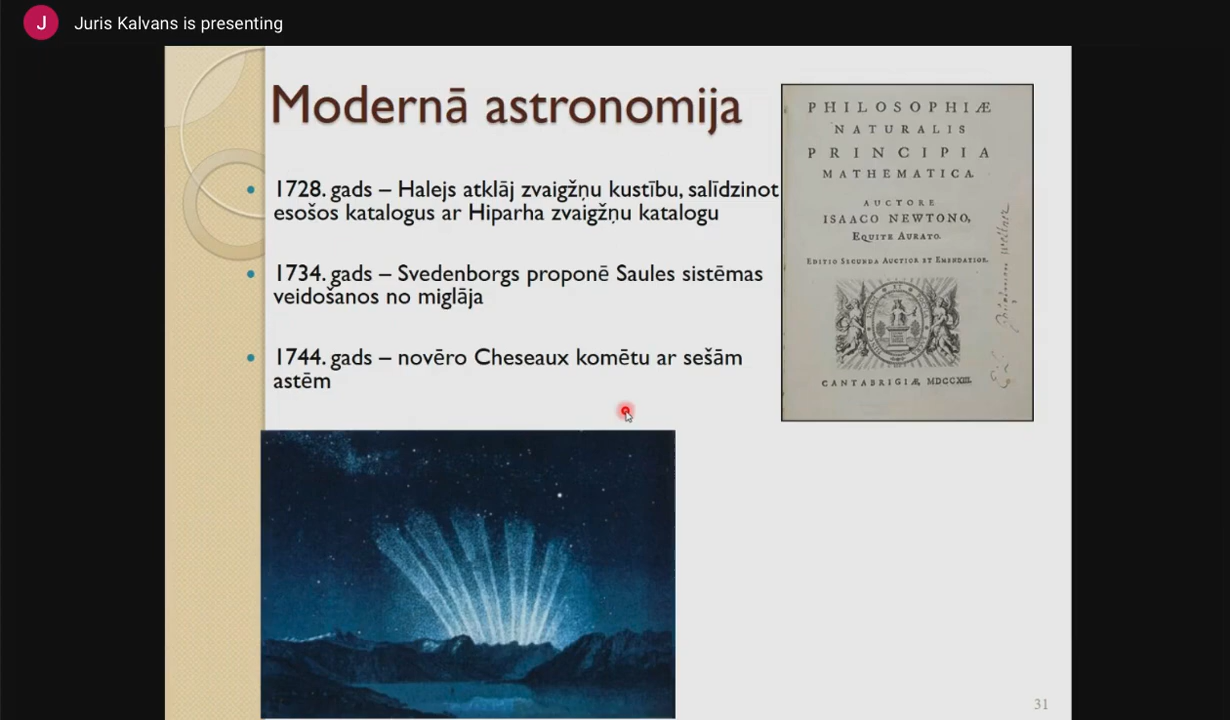 J
Juris Kalvans is presenting
Modernā astronomija
1728. gads – Halejs atklāj zvaigžņu kustību, salīdzinot
esošos katalogus ar Hiparha zvaigžņu katalogu
1734. gads – Svedenborgs proponē Saules sistēmas
veidošanos no miglāja
1744. gads – novēro Cheseaux komētu ar sešām
astēm
PHILOSOPHIÆ
NATURALIS
PRINCIPIA
MATHEMATICA.
AUCTORE
ISAACO NEWTONO,
EQUITE AURATO.
EDITIO SECUNDA AUCTIOR ET EMENDATIOR.
CANTABRIGIÆ, MDCCXIII.
31